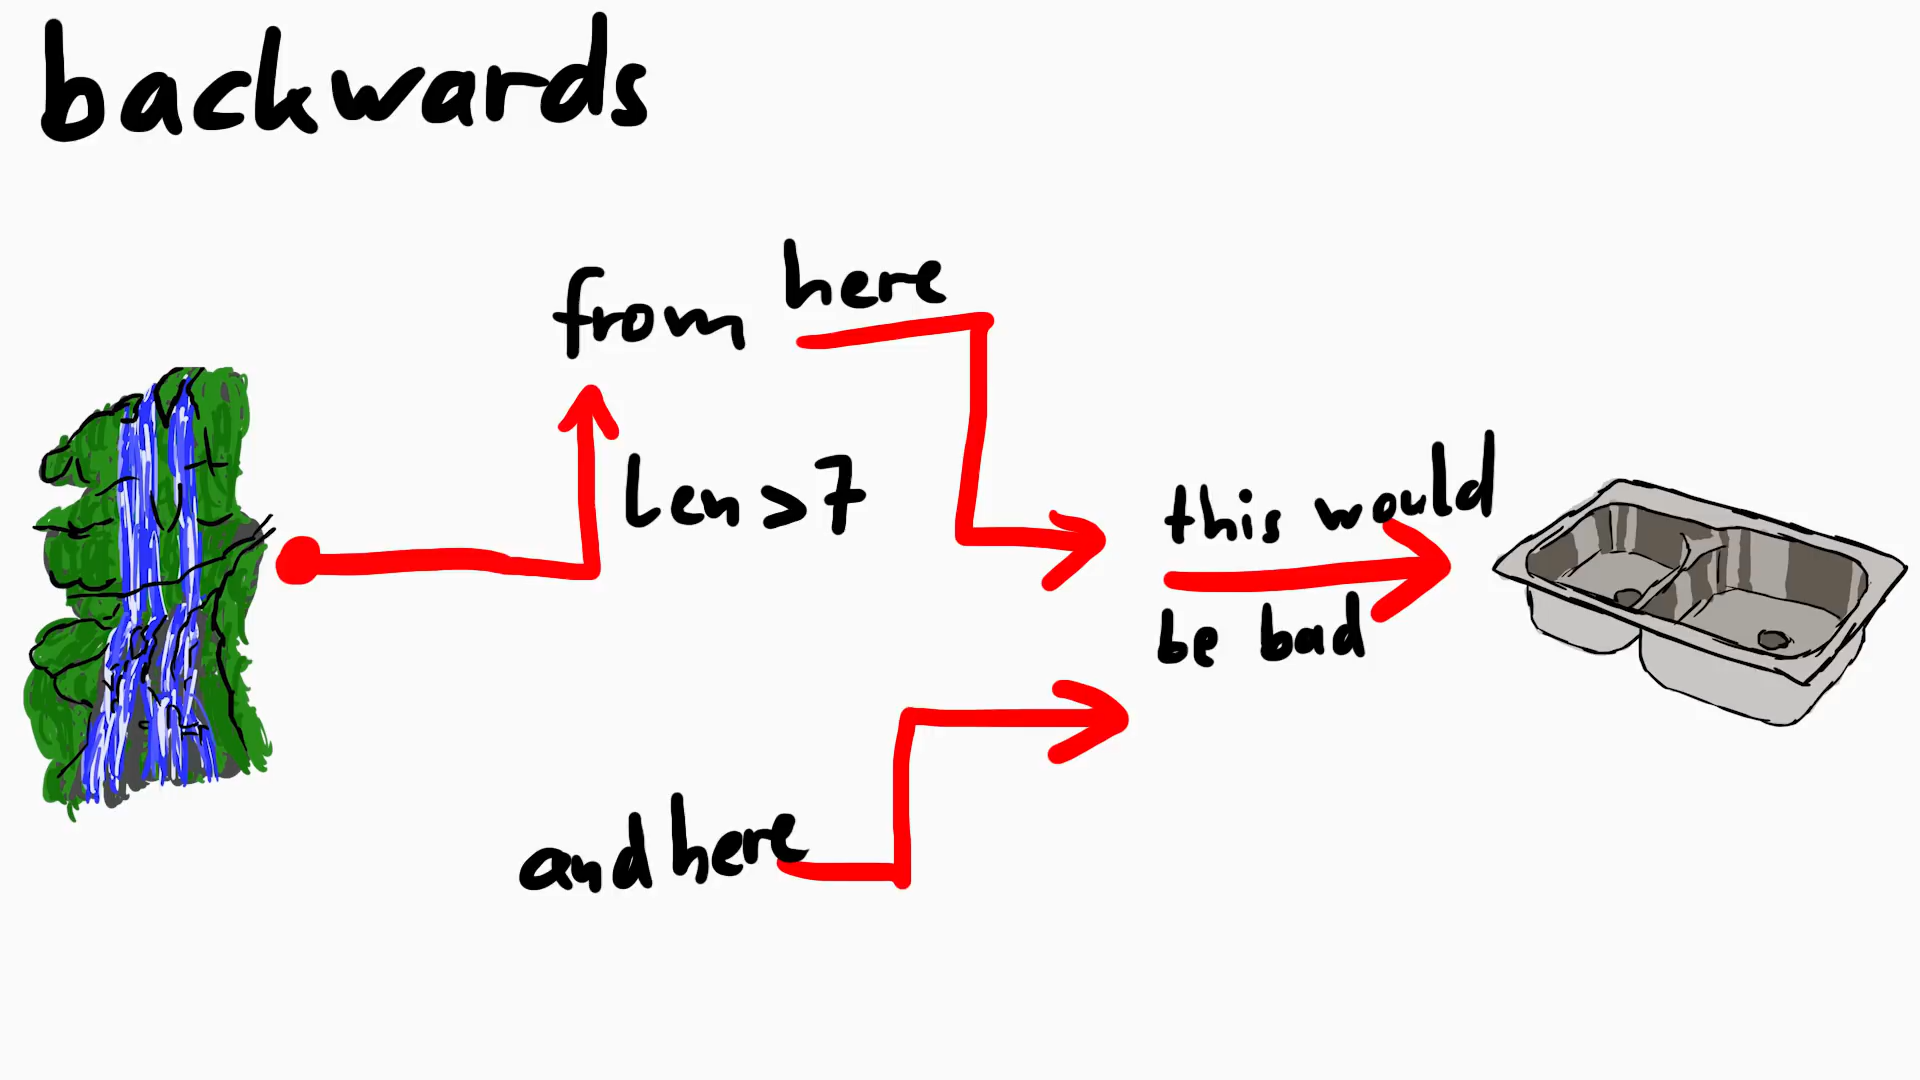 backwards
from here
len > 7
this would
be bad
and here